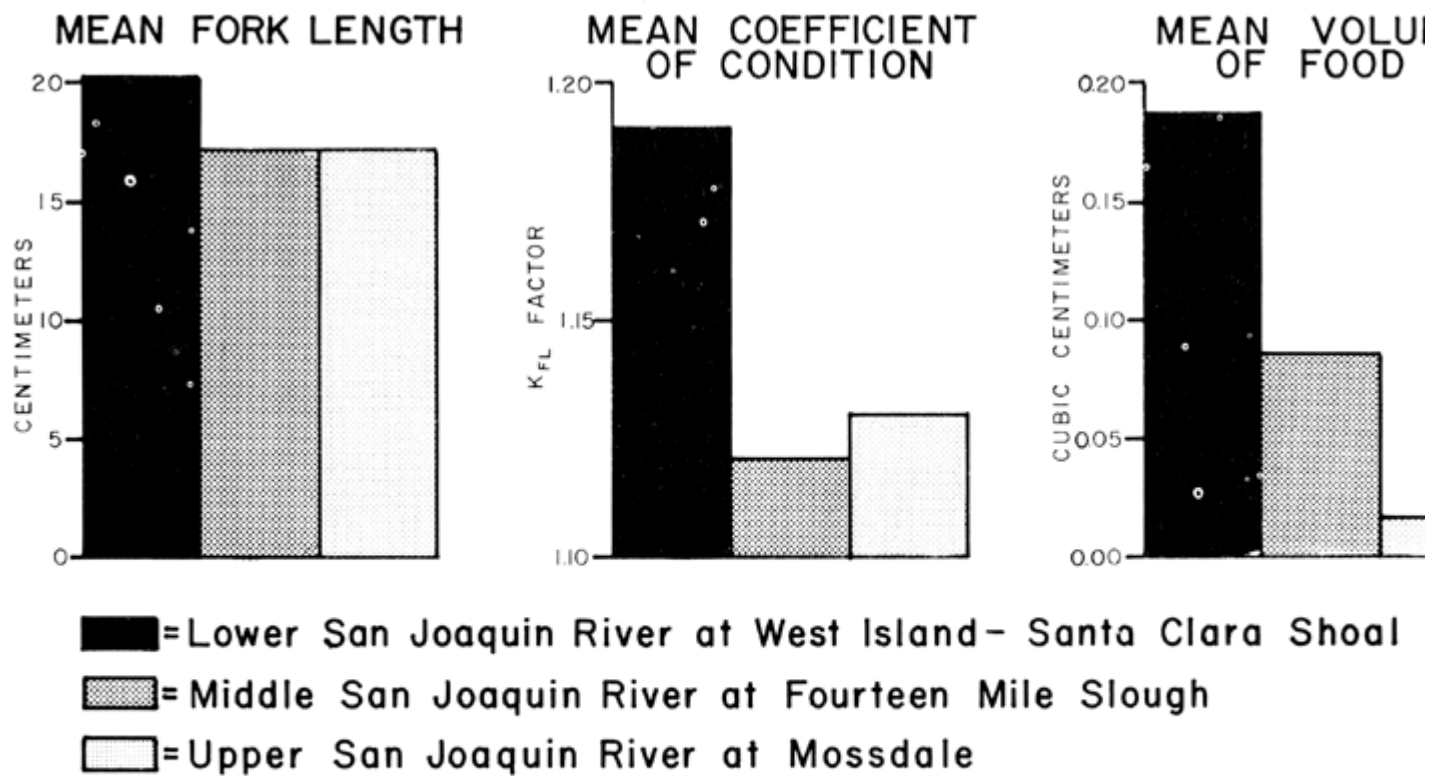 MEAN FORK LENGTH
20
15
10
5
0
CENTIMETERS
MEAN COEFFICIENT
OF CONDITION
1.20
1.15
1.10
K FL FACTOR
MEAN
OF FOOD
0.20
0.15
0.10
0.05
0.00
CUBIC CENTIMETERS
= Lower San Joaquin River at West Island - Santa Clara Shoal
= Middle San Joaquin River at Fourteen Mile Slough
= Upper San Joaquin River at Mossdale